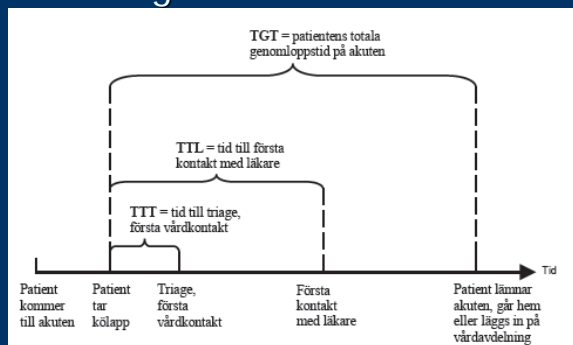 TGT = patientens totala
genomloppstid på akuten
TTL = tid till första
kontakt med läkare
TTT = tid till triage,
första vårdkontakt
Tid
Patient
kommer
till akuten
Patient
tar
kölapp
Triage,
första
vårdkontakt
Första
kontakt
med läkare
Patient lämnar
akuten, går hem
eller läggs in på
vårdavdelning